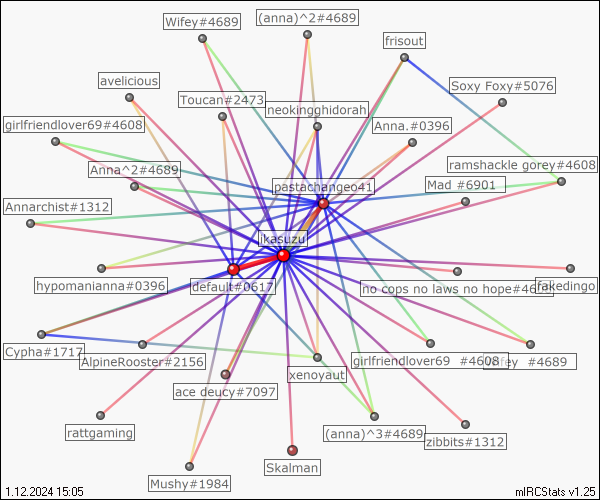 Wifey#4689
(anna)^2#4689
frisout
avelicious
Soxy Foxy#5076
Toucan#2473
neokingghidorah
girlfriendlover69#4608
Anna.#0396
Anna^2#4689
ramshackle gorey#4608
pastachangeo41
Mad #6901
Annarchist#1312
ikasuzu
hypomanianna#0396
default#0617
no cops no laws no hope#46
fakedingo
Cypha#1717
AlpineRooster#2156
girlfriendlover69 #4608
#4689
xenoyaut
ace deucy#7097
rattgaming
(anna)^3#4689
zibbits#1312
Skalman
Mushy#1984
1.12.2024 15:05
mIRCStats v1.25